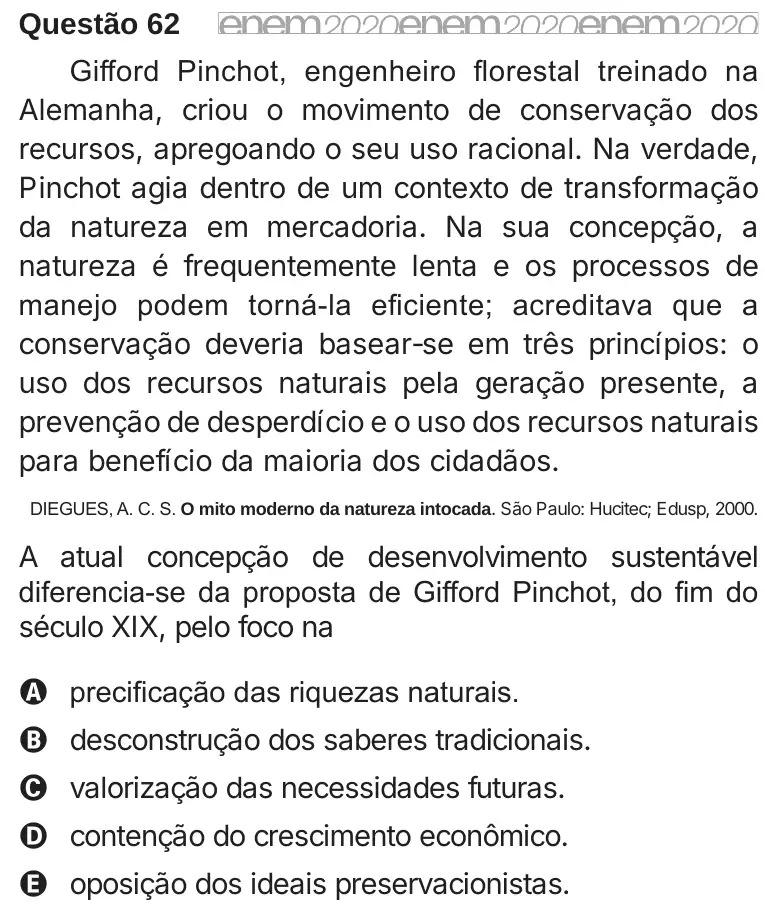 Questão 62 enem2020enem2020enem2020
Gifford Pinchot, engenheiro florestal treinado na
Alemanha, criou o movimento de conservação dos
recursos, apregoando o seu uso racional. Na verdade,
Pinchot agia dentro de um contexto de transformação
da natureza em mercadoria. Na sua concepção, a
natureza é frequentemente lenta e os processos de
manejo podem torná-la eficiente; acreditava que a
conservação deveria basear-se em três princípios: o
uso dos recursos naturais pela geração presente, a
prevenção de desperdício e o uso dos recursos naturais
para benefício da maioria dos cidadãos.
DIEGUES, A. C. S. O mito moderno da natureza intocada. São Paulo: Hucitec; Edusp, 2000.
A atual concepção de desenvolvimento sustentável
diferencia-se da proposta de Gifford Pinchot, do fim do
século XIX, pelo foco na
A precificação das riquezas naturais.
B desconstrução dos saberes tradicionais.
C valorização das necessidades futuras.
D contenção do crescimento econômico.
E oposição dos ideais preservacionistas.